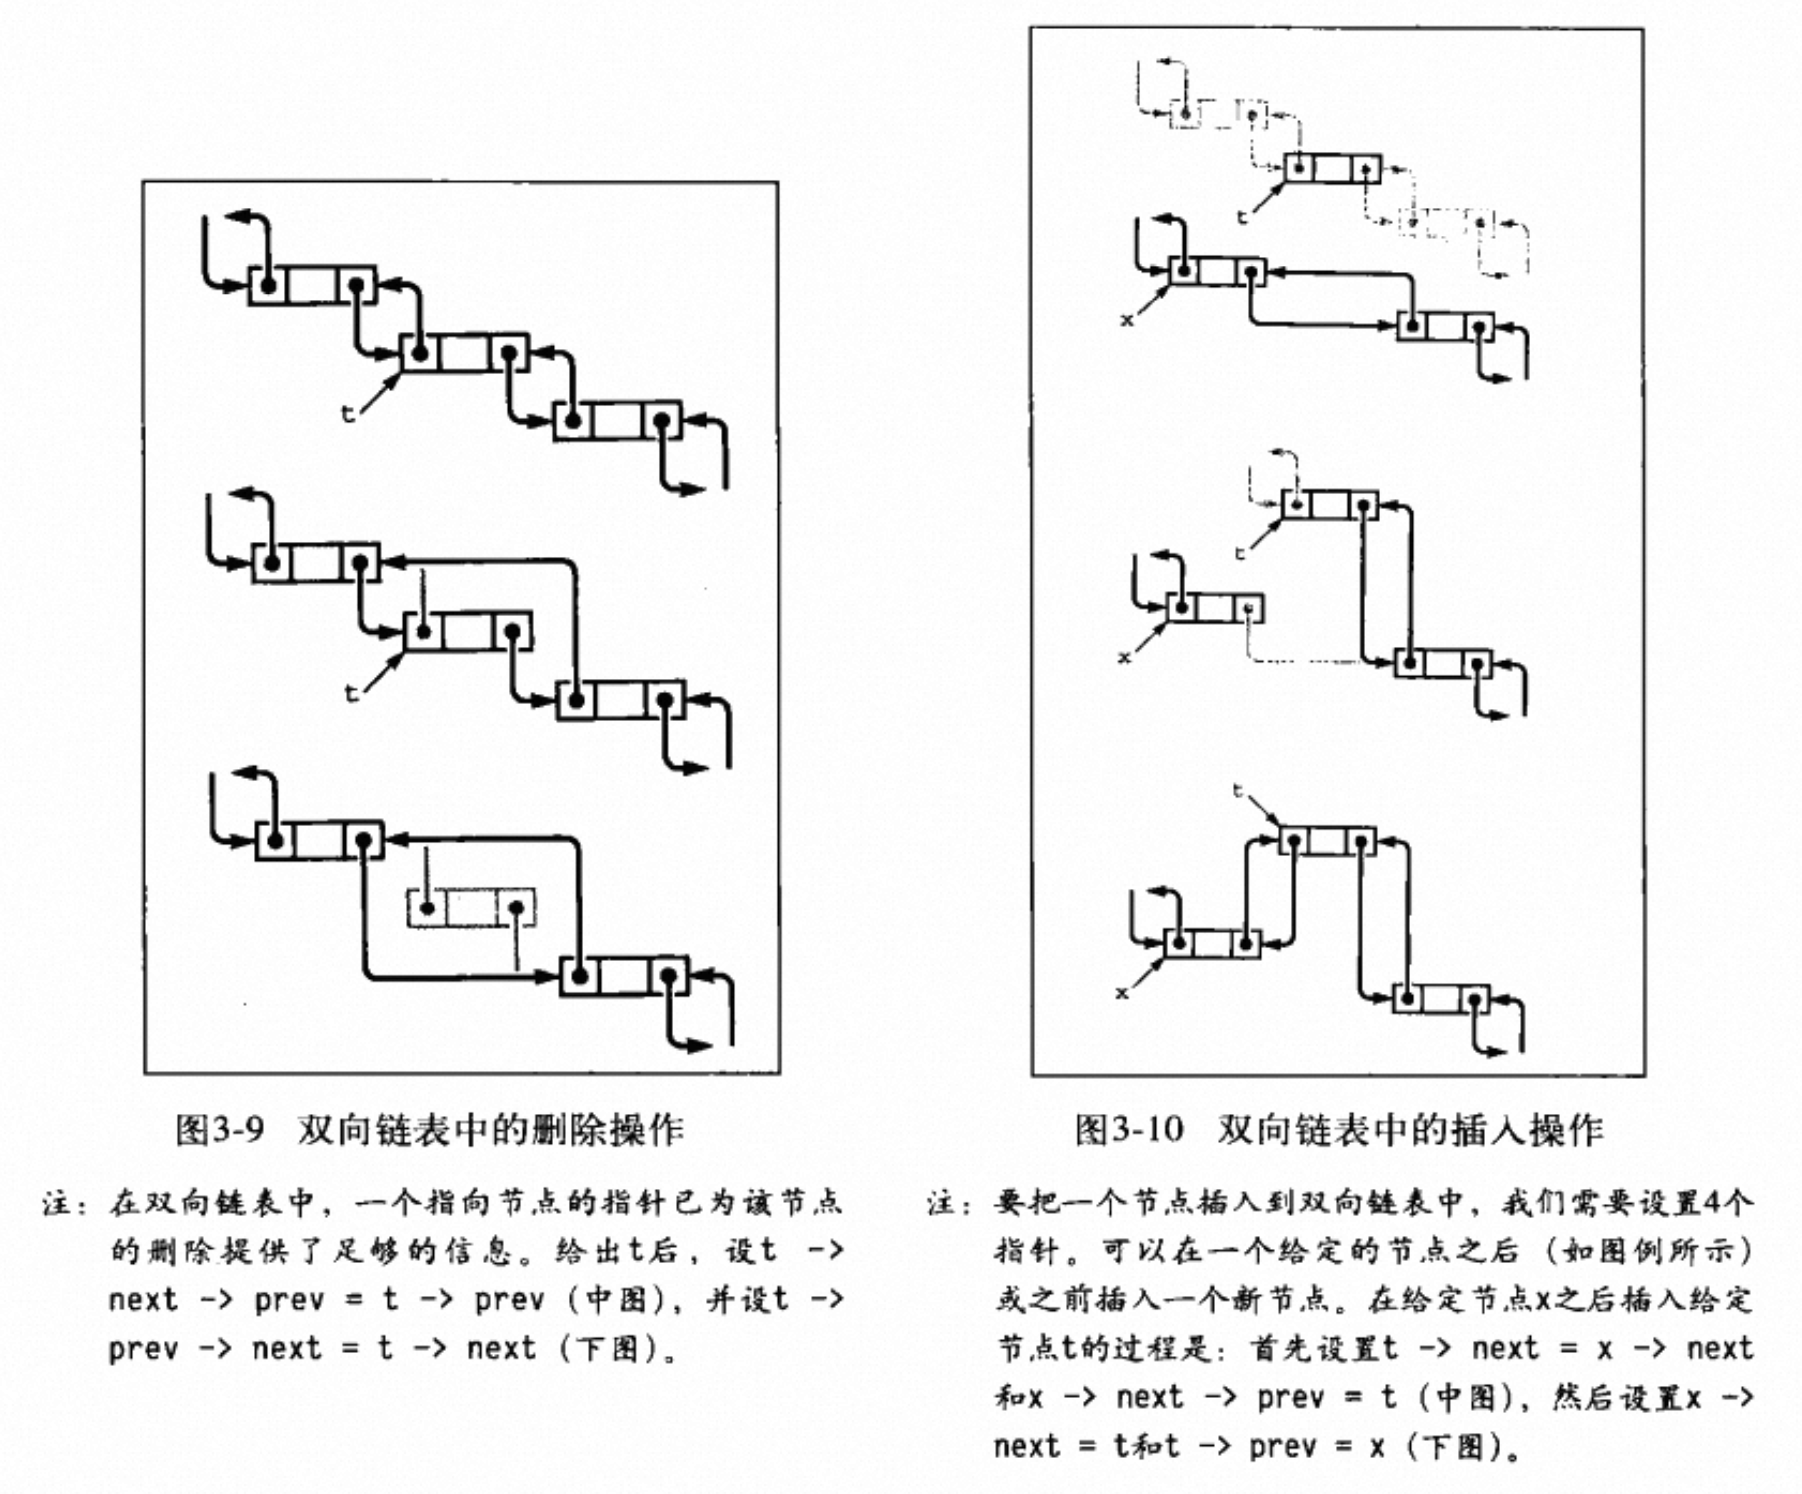 t
t
图3-9 双向链表中的删除操作
注：在双向链表中，一个指向节点的指针已为该节点
的删除提供了足够的信息。给出t后，设t ->
next -> prev = t -> prev（中图），并设t ->
prev -> next = t -> next（下图）。
t
x
t
x
t
x
图3-10 双向链表中的插入操作
注：要把一个节点插入到双向链表中，我们需要设置4个
指针。可以在一个给定的节点之后（如图例所示）
或之前插入一个新节点。在给定节点x之后插入给定
节点t的过程是：首先设置t -> next = x -> next
和x -> next -> prev = t（中图），然后设置x ->
next = t和t -> prev = x（下图）。